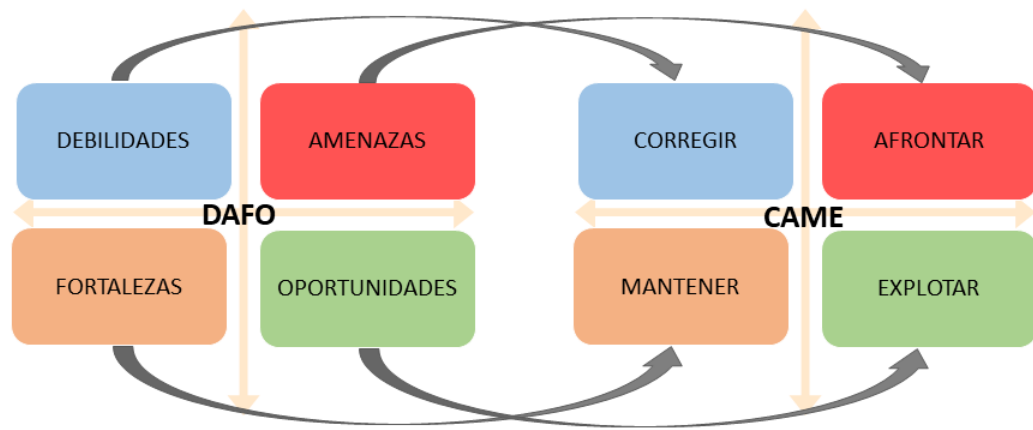 DEBILIDADES
AMENAZAS
DAFO
FORTALEZAS
OPORTUNIDADES
CORREGIR
AFRONTAR
CAME
MANTENER
EXPLOTAR